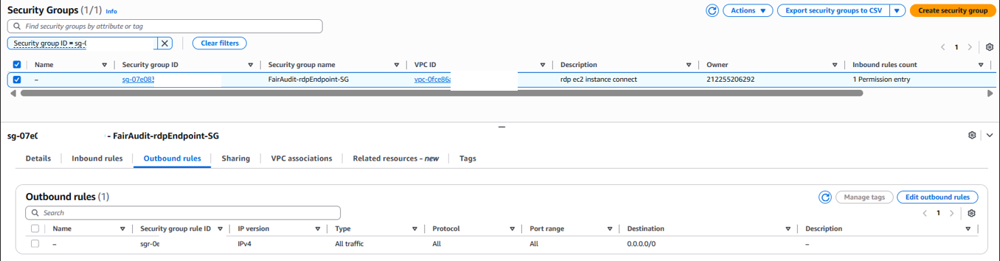 Security Groups (1/1) Info
Actions Export security groups to CSV Create security group
Find security groups by attribute or tag
Security group ID = sg-0 Clear filters
1
Name Security group ID Security group name VPC ID Description Owner Inbound rules count
– sg-07e083 FairAudit-rdpEndpoint-SG vpc-0fce86a rdp ec2 instance connect 212255206292 1 Permission entry
sg-07e0 - FairAudit-rdpEndpoint-SG
Details Inbound rules Outbound rules Sharing VPC associations Related resources - new Tags
Outbound rules (1)
Manage tags Edit outbound rules
Search
1
Name Security group rule ID IP version Type Protocol Port range Destination Description
– sgr-0e IPv4 All traffic All All 0.0.0.0/0 –